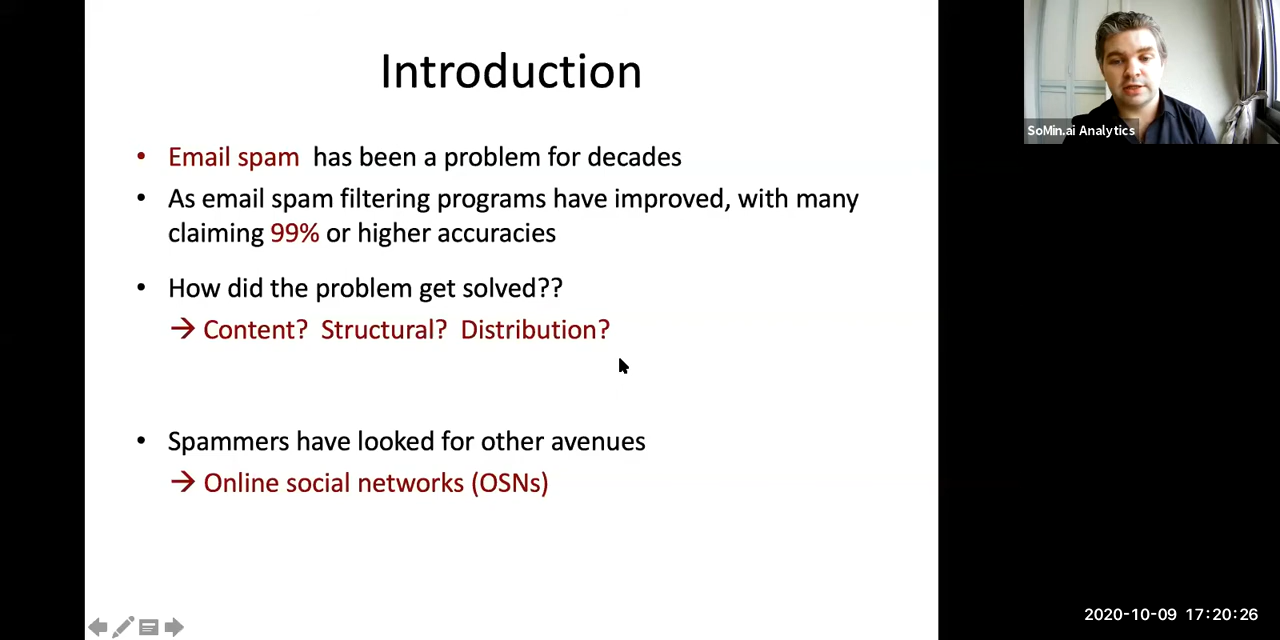 Introduction
• Email spam has been a problem for decades
• As email spam filtering programs have improved, with many
claiming 99% or higher accuracies
• How did the problem get solved??
→ Content? Structural? Distribution?
• Spammers have looked for other avenues
→ Online social networks (OSNs)
SoMin.ai Analytics
2020-10-09 17:20:26